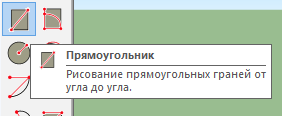 Прямоугольник
Рисование прямоугольных граней от
угла до угла.